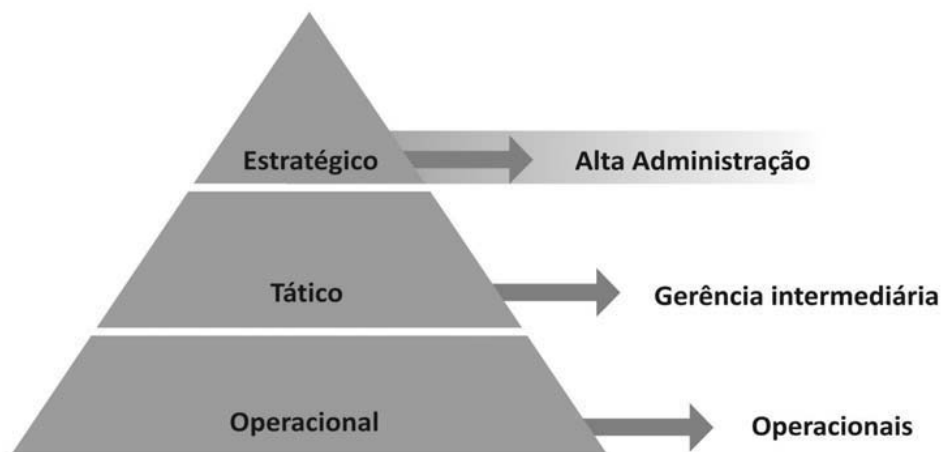 Estratégico
Alta Administração
Tático
Gerência intermediária
Operacional
Operacionais